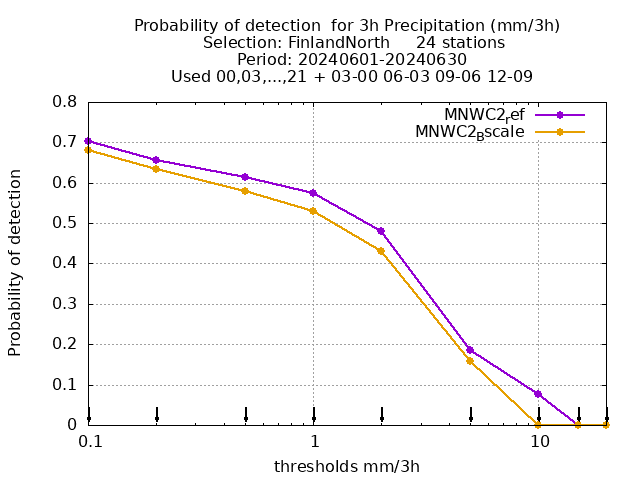 Probability of detection  for 3h Precipitation (mm/3h)
Selection: FinlandNorth     24 stations
Period: 20240601-20240630
Used 00,03,...,21 + 03-00 06-03 09-06 12-09
MNWC2ref
MNWC2Bscale
0.8
0.7
0.6
0.5
0.4
0.3
0.2
0.1
0
Probability of detection
0.1 1 10
thresholds mm/3h